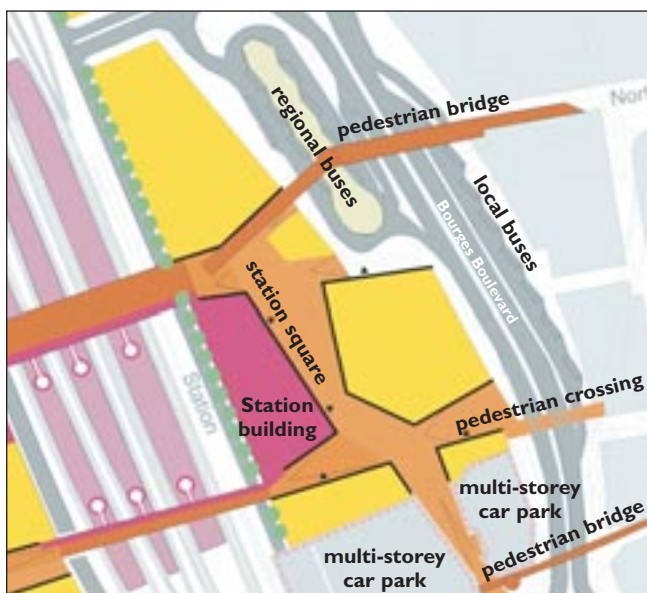 pedestrian bridge
Nort
regional buses
local buses
Bourges Boulevard
station square
Station
Station
building
pedestrian crossing
multi-storey
car park
pedestrian bridge
multi-storey
car park